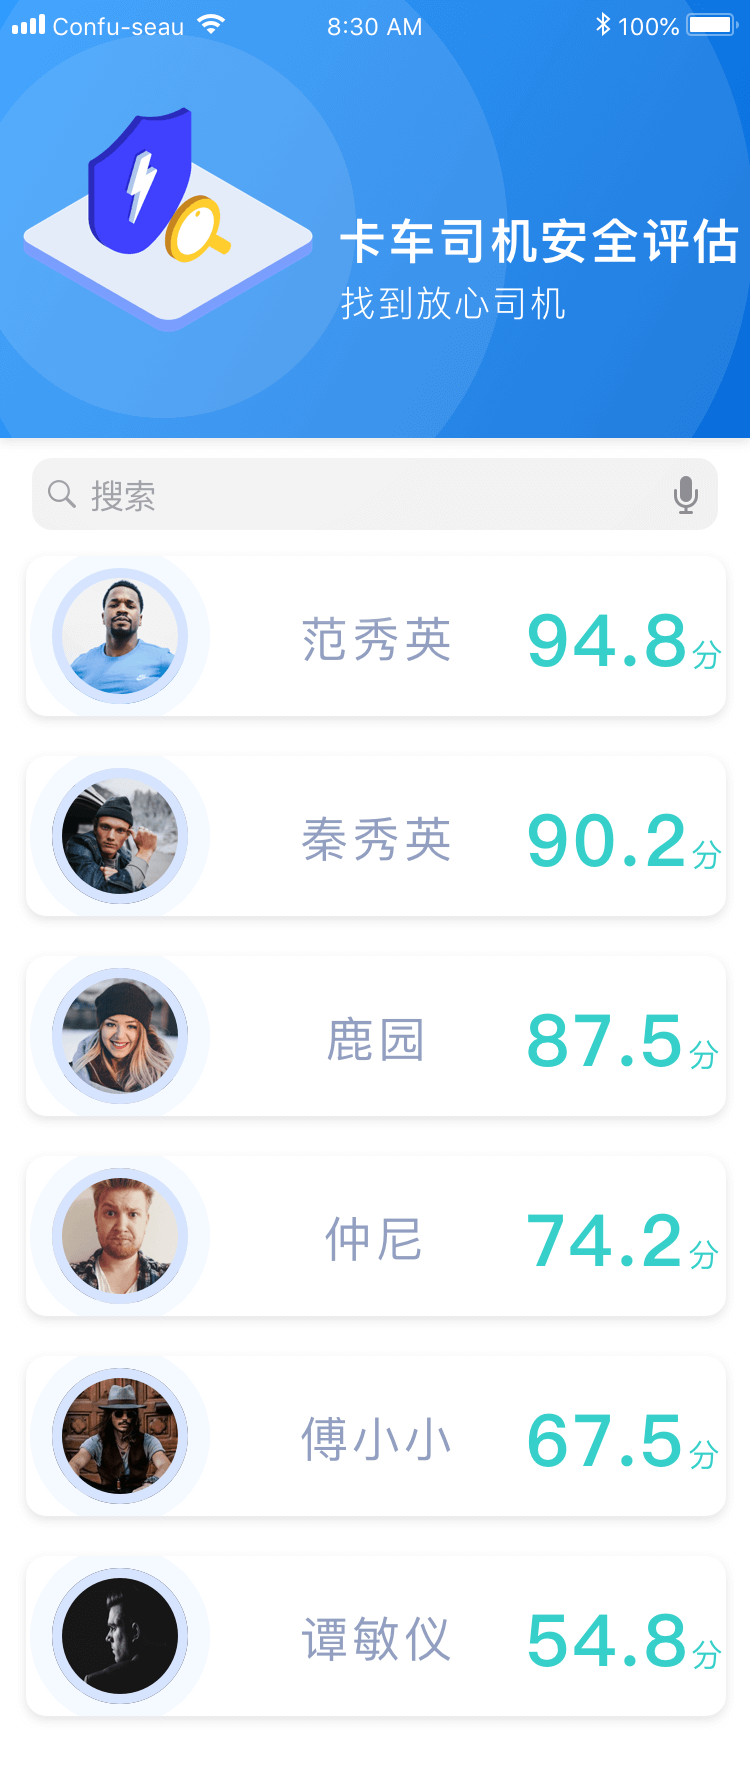 Confu-seau 8:30 AM 100%
卡车司机安全评估
找到放心司机
搜索
范秀英 94.8分
秦秀英 90.2分
鹿园 87.5分
仲尼 74.2分
傅小小 67.5分
谭敏仪 54.8分